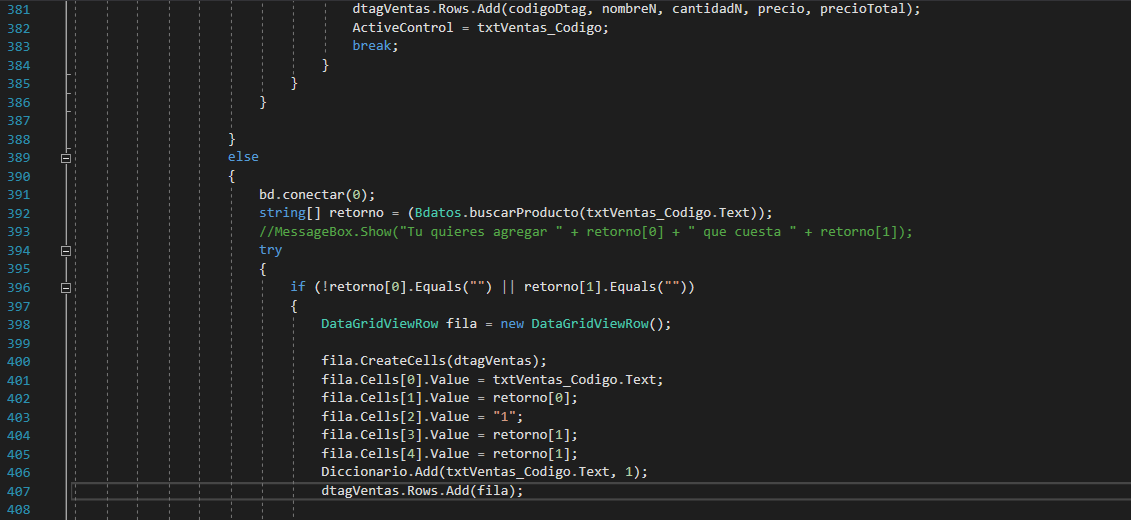 381 dtagVentas.Rows.Add(codigoDtag, nombreN, cantidadN, precio, precioTotal);
382 ActiveControl = txtVentas_Codigo;
383 break;
384 }
385 }
386 }
387
388 }
389 else
390 {
391 bd.conectar(0);
392 string[] retorno = (Bdatos.buscarProducto(txtVentas_Codigo.Text));
393 //MessageBox.Show("Tu quieres agregar " + retorno[0] + " que cuesta " + retorno[1]);
394 try
395 {
396 if (!retorno[0].Equals("") || retorno[1].Equals(""))
397 {
398 DataGridViewRow fila = new DataGridViewRow();
399
400 fila.CreateCells(dtagVentas);
401 fila.Cells[0].Value = txtVentas_Codigo.Text;
402 fila.Cells[1].Value = retorno[0];
403 fila.Cells[2].Value = "1";
404 fila.Cells[3].Value = retorno[1];
405 fila.Cells[4].Value = retorno[1];
406 Diccionario.Add(txtVentas_Codigo.Text, 1);
407 dtagVentas.Rows.Add(fila);
408